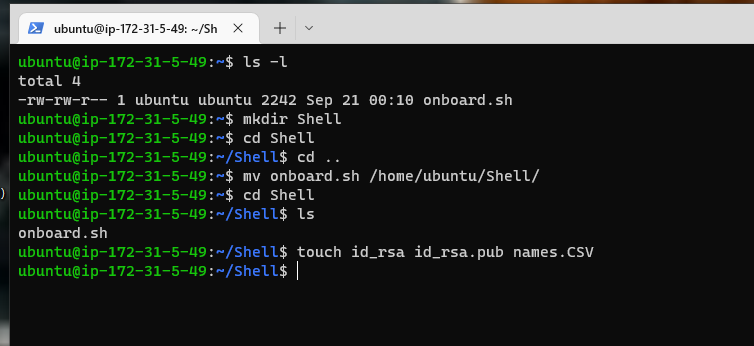 ubuntu@ip-172-31-5-49: ~/Sh
ubuntu@ip-172-31-5-49:~$ ls -l
total 4
-rw-rw-r-- 1 ubuntu ubuntu 2242 Sep 21 00:10 onboard.sh
ubuntu@ip-172-31-5-49:~$ mkdir Shell
ubuntu@ip-172-31-5-49:~$ cd Shell
ubuntu@ip-172-31-5-49:~/Shell$ cd ..
ubuntu@ip-172-31-5-49:~$ mv onboard.sh /home/ubuntu/Shell/
ubuntu@ip-172-31-5-49:~$ cd Shell
ubuntu@ip-172-31-5-49:~/Shell$ ls
onboard.sh
ubuntu@ip-172-31-5-49:~/Shell$ touch id_rsa id_rsa.pub names.CSV
ubuntu@ip-172-31-5-49:~/Shell$